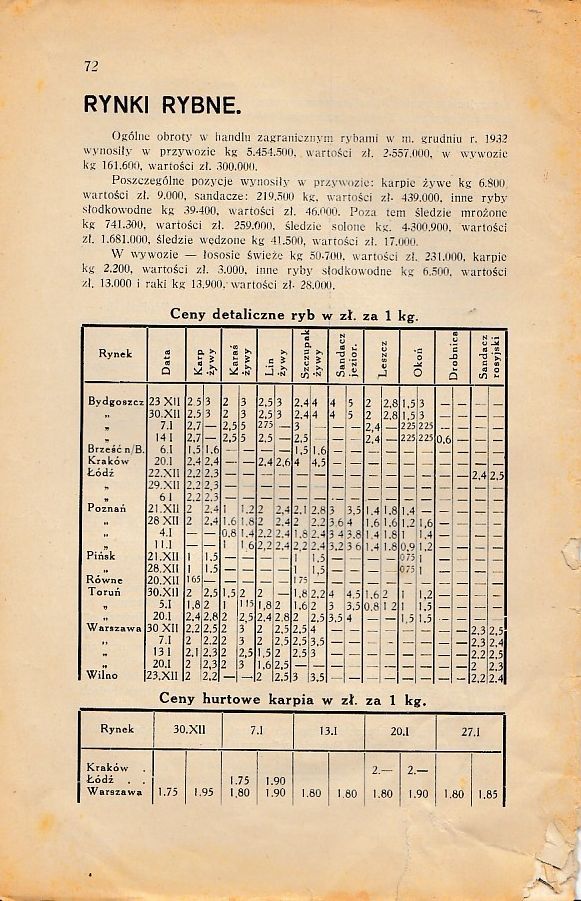 72
RYNKI RYBNE.
Ogólne obroty w handlu zagranicznym rybami w m. grudniu r. 1932
wynosiły w przywozie kg 5.454.500, wartości zł. 2.557.000, w wywozie
kg 161.600, wartości zł. 300.000.
Poszczególne pozycje wynosiły w przywozie: karpie żywe kg 6.800
wartości zł. 9.000, sandacze: 219.500 kg, wartości zł. 439.000, inne ryby
słodkowodne kg 39.400, wartości zł. 46.000. Poza tem śledzie mrożone
kg 741.300, wartości zł. 259.000, śledzie solone kg. 4.300.900, wartości
zł. 1.681.000, śledzie wędzone kg 41.500, wartości zł. 17.000.
W wywozie — łososie świeże kg 50.700, wartości zł. 231.000, karpie
kg 2.200, wartości zł. 3.000, inne ryby słodkowodne kg 6.500, wartości
zł. 13.000 i raki kg 13.900, wartości zł. 28.000.
Ceny detaliczne ryb w zł. za 1 kg.
Rynek Data Karp żywy Karaś żywy Lin żywy Szczupak żywy Sandacz jezior. Leszcz Okoń Drobnica Sandacz rosyjski
Bydgoszcz 23 XII 2 5 3 2 3 2,5 3 2,4 4 4 5 2 2,8 1,5 3 — — — —
„ 30.XII 2,5 3 2 3 2,5 3 2,4 4 4 5 2 2,8 1,5 3 — — — —
„ 7.I 2,7 — 2,5 5 275 — 3 — — — 2,4 — 225 225 — — — —
„ 14 I 2,7 — 2,5 5 2,5 — 2,5 — — — 2,4 — 225 225 0,6 — — —
Brześć n/B. 6.I 1,5 1,6 — — — — 1,5 1,6 — — — — — — — — — —
Kraków 20.I 2,4 2,4 — — 2,4 2,6 4 4,5 — — — — — — — — — —
Łódź 22.XII 2,2 2,3 — — — — — — — — — — — — — — 2,4 2,5
„ 29.XII 2,2 2,3 — — — — — — — — — — — — — — — —
„ 6 I 2,2 2,3 — — — — — — — — — — — — — — — —
Poznań 21.XII 2 2,4 1 1.2 2 2,4 2,1 2,8 3 3,5 1,4 1,8 1,4 — — — — —
„ 28 XII 2 2,4 1.6 1.8 2 2,4 2 2.2 3,6 4 1,6 1,6 1,2 1,6 — — — —
„ 4.I — — 0,8 1,4 2,2 2,4 1,8 2,4 3 4 3,8 1,4 1,8 1 1,4 — — — —
„ 11.I — — 1 1 6 2,2 2,4 2,2 2,4 3,2 3 6 1,4 1,8 0,9 1,2 — — — —
Pińsk 21.XII 1 1.5 — — — — 1 1,5 — — — — 075 — — — — —
„ 28.XII 1 1.5 — — — — 1 1,5 — — — — 075 1 — — — —
Równe 20.XII 165 — — — — — 175 — — — — — — — — — — —
Toruń 30.XII 2 2,5 1,5 2 2 — 1,8 2,2 4 4,5 1,6 2 1 1,2 — — — —
„ 5.I 1,8 2 1 115 1,8 2 1,6 2 3 3,5 0,8 1 2 1 1,5 — — — —
„ 20.I 2,4 2,8 2 2,5 2,4 2,8 2 2,5 3,5 4 — — 1,5 1.5 — — — —
Warszawa 30 XII 2,2 2,5 2 3 2 2,5 2,5 4 — — — — — — — — 2,3 2,5
„ 7.I 2 2,2 2 3 2 2,5 2,5 3,5 — — — — — — — — 2,3 2,4
„ 13 I 2,1 2,3 2 2,5 1,5 2 2,5 3 — — — — — — — — 2,2 2,5
„ 20.I 2 2,3 2 3 1,6 2,5 — — — — — — — — — — 2 2,3
Wilno 23.XII 2 2,2 — — 2 2,5 3 3,5 — — — — — — — — 2,2 2,4
Ceny hurtowe karpia w zł. za 1 kg.
Rynek 30.XII 7.I 13.I 20.I 27.I
Kraków . 2.— 2.—
Łódź . . 1.75 1.90
Warszawa 1.75 1.95 1,80 1.90 1.80 1.80 1.80 1.90 1.80 1,85